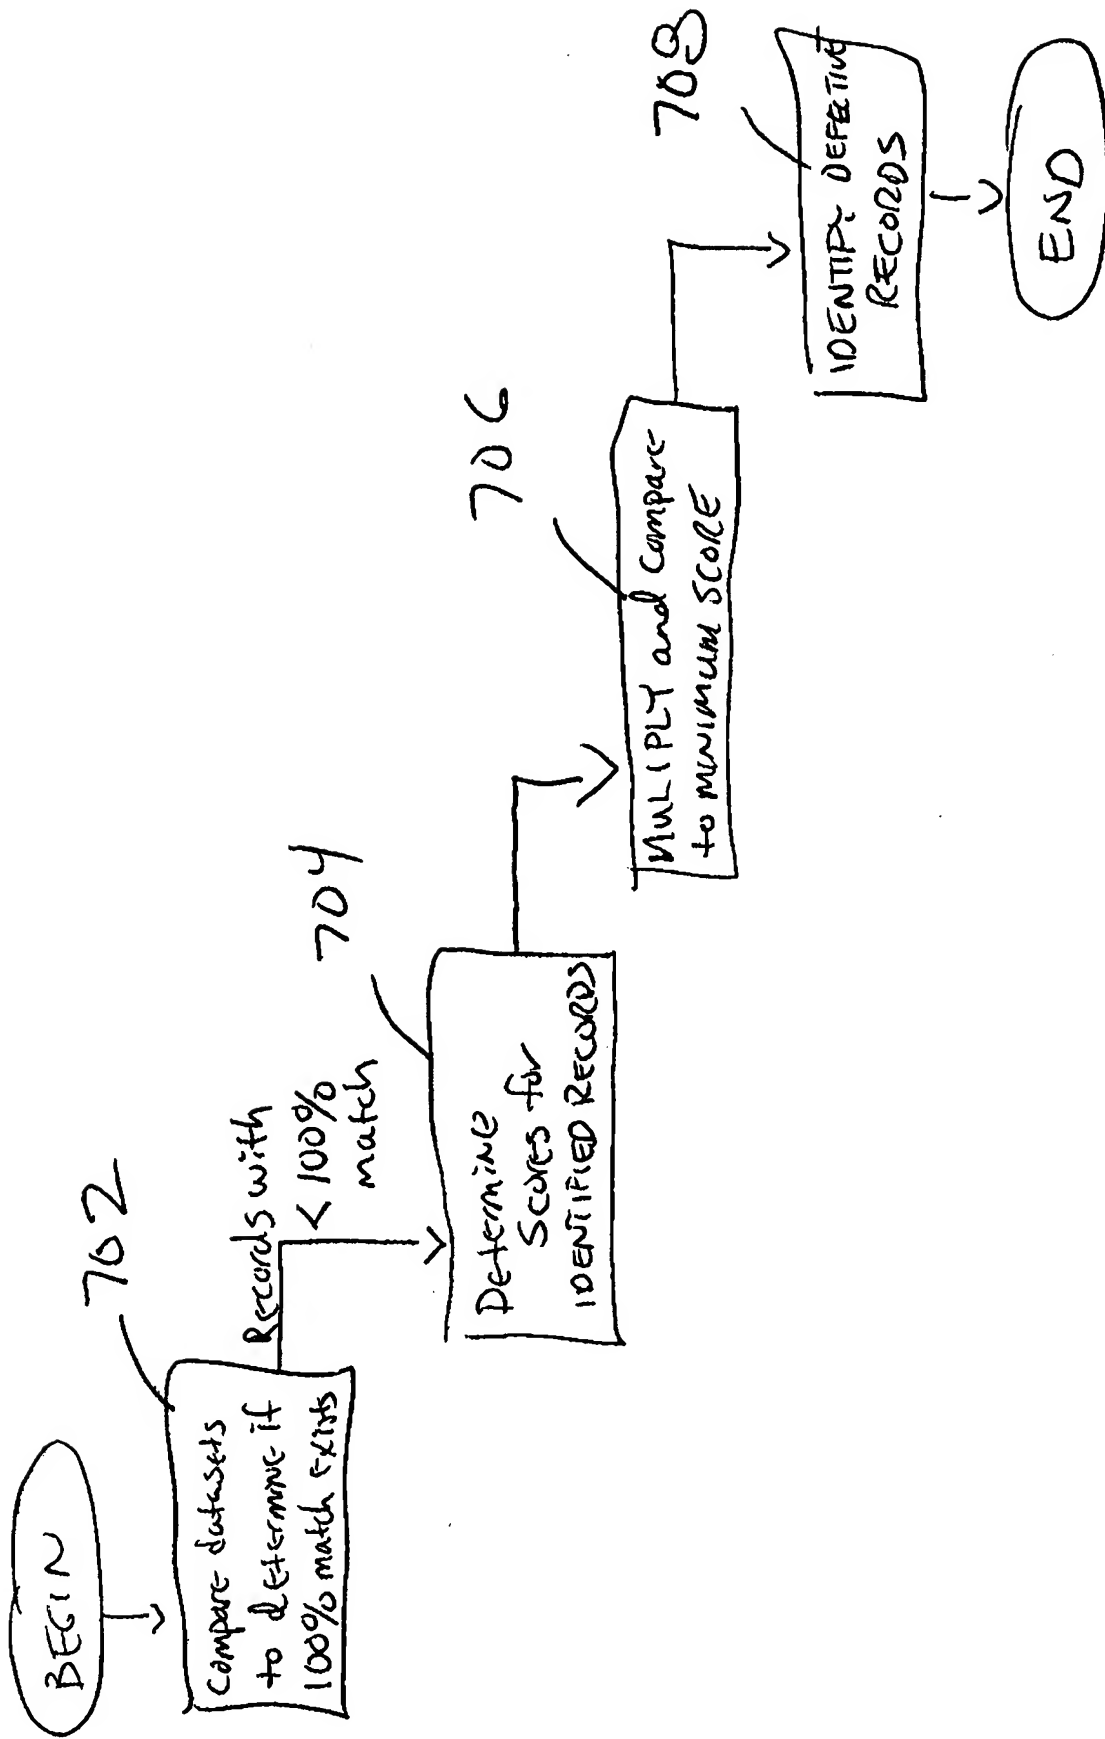 BEGIN
702
Compare datasets
to determine if
100% match exists
Records with
< 100%
match
704
Determine
Scores for
IDENTIFIED RECORDS
706
MULIPLY and Compare
to MINIMUM SCORE
708
IDENTIFY DEFECTIVE
RECORDS
END